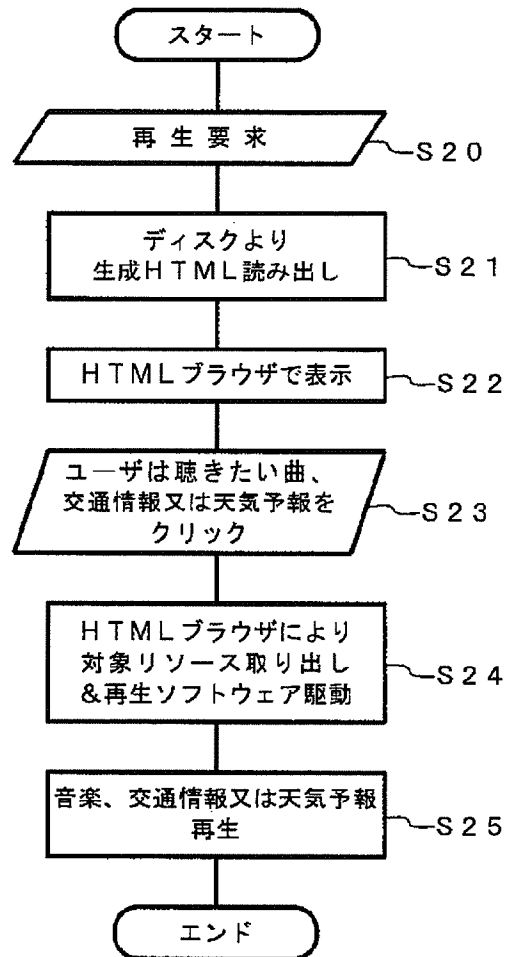 スタート
再生要求
S20
ディスクより
生成HTML読み出し
S21
HTMLブラウザで表示
S22
ユーザは聴きたい曲、
交通情報又は天気予報を
クリック
S23
HTMLブラウザにより
対象リソース取り出し
&再生ソフトウェア駆動
S24
音楽、交通情報又は天気予報
再生
S25
エンド